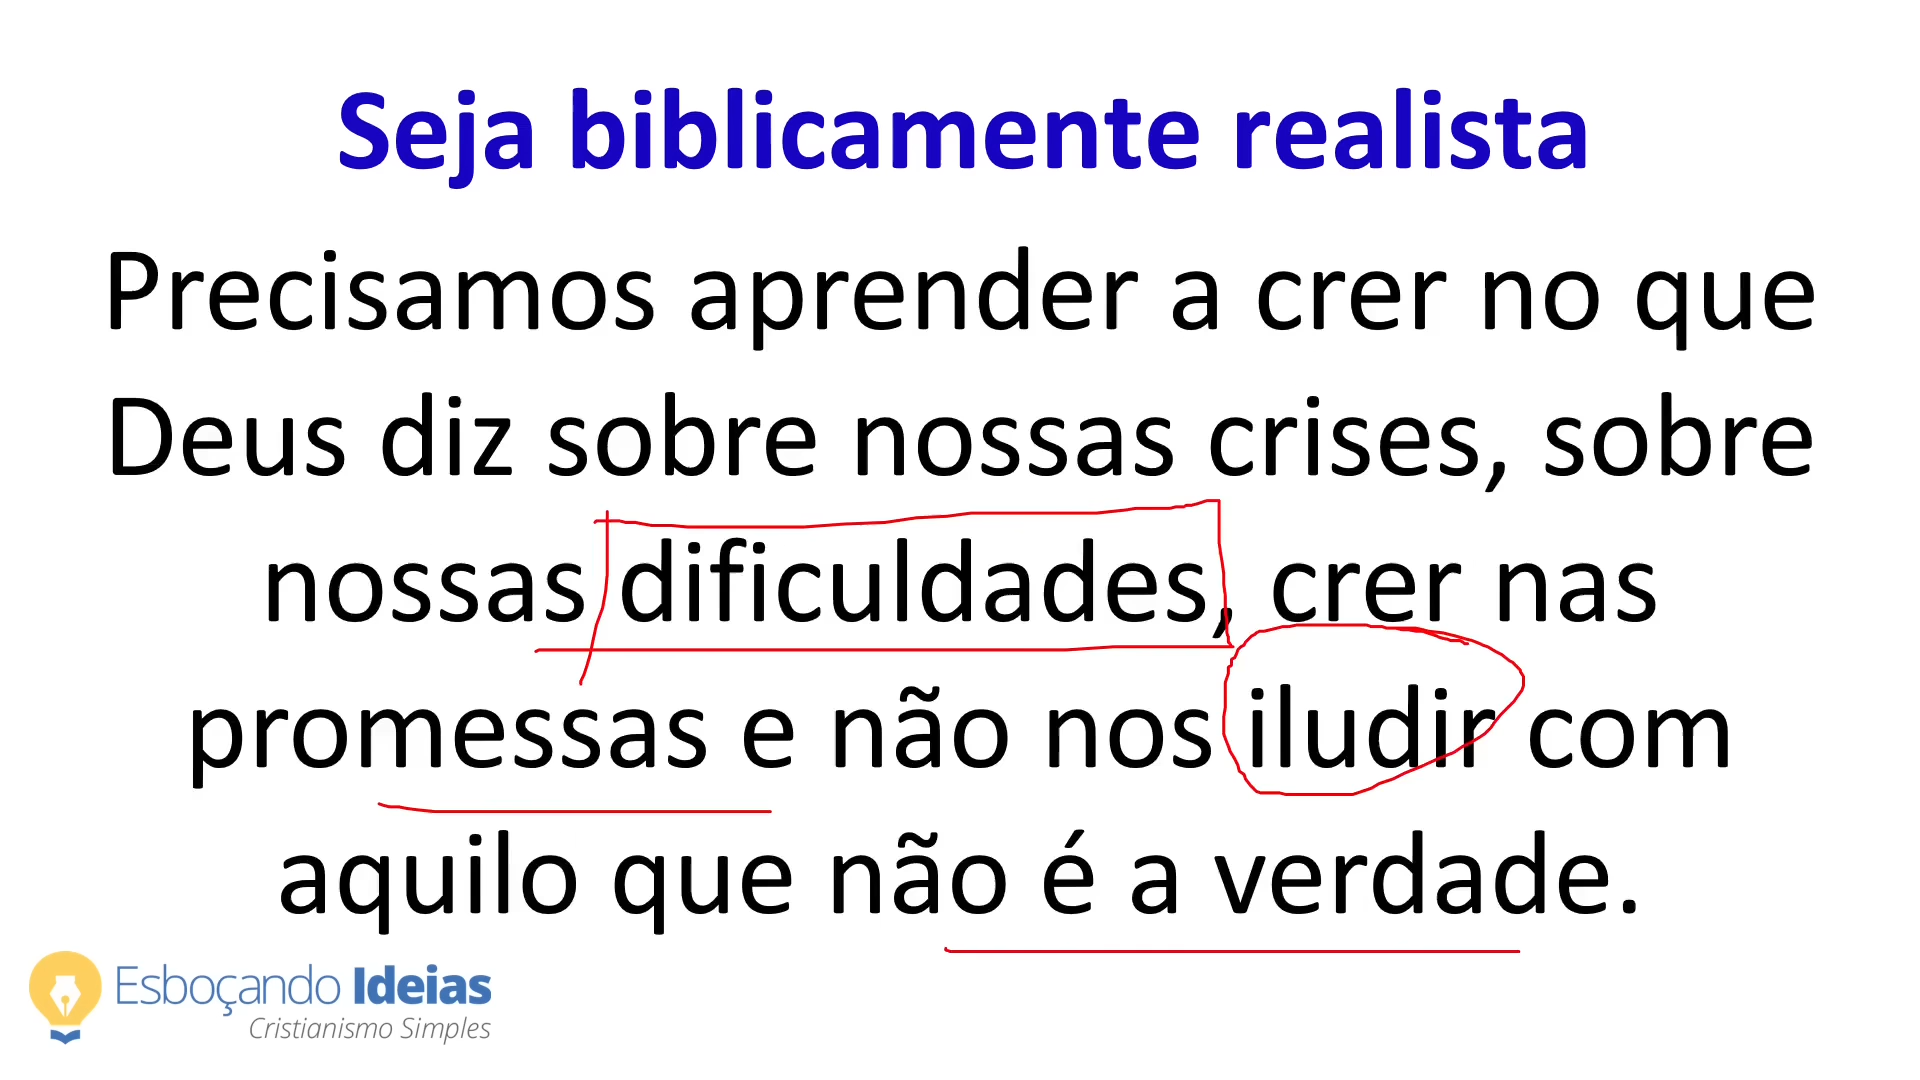 Seja biblicamente realista
Precisamos aprender a crer no que
Deus diz sobre nossas crises, sobre
nossas dificuldades, crer nas
promessas e não nos iludir com
aquilo que não é a verdade.
Esboçando Ideias
Cristianismo Simples